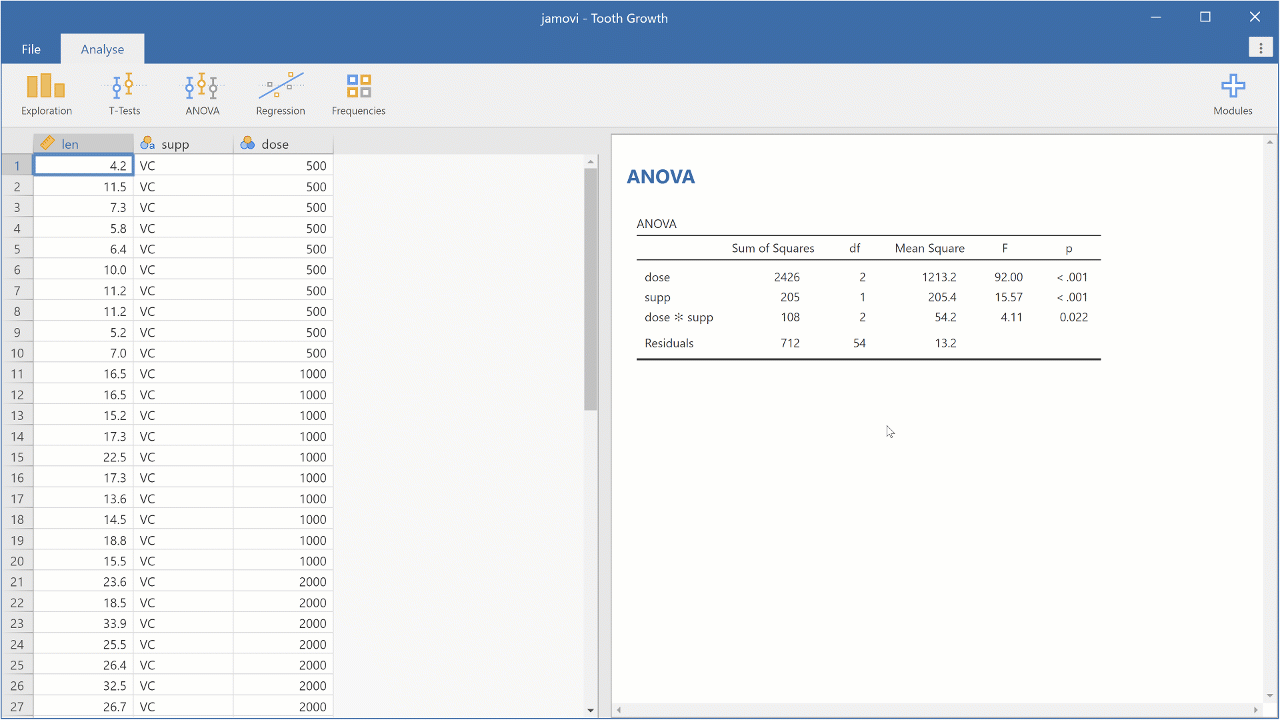 jamovi - Tooth Growth
File Analyse
Exploration T-Tests ANOVA Regression Frequencies Modules
len supp dose
1 4.2 VC 500
2 11.5 VC 500
3 7.3 VC 500
4 5.8 VC 500
5 6.4 VC 500
6 10.0 VC 500
7 11.2 VC 500
8 11.2 VC 500
9 5.2 VC 500
10 7.0 VC 500
11 16.5 VC 1000
12 16.5 VC 1000
13 15.2 VC 1000
14 17.3 VC 1000
15 22.5 VC 1000
16 17.3 VC 1000
17 13.6 VC 1000
18 14.5 VC 1000
19 18.8 VC 1000
20 15.5 VC 1000
21 23.6 VC 2000
22 18.5 VC 2000
23 33.9 VC 2000
24 25.5 VC 2000
25 26.4 VC 2000
26 32.5 VC 2000
27 26.7 VC 2000
ANOVA
ANOVA
Sum of Squares df Mean Square F p
dose 2426 2 1213.2 92.00 < .001
supp 205 1 205.4 15.57 < .001
dose ✻ supp 108 2 54.2 4.11 0.022
Residuals 712 54 13.2